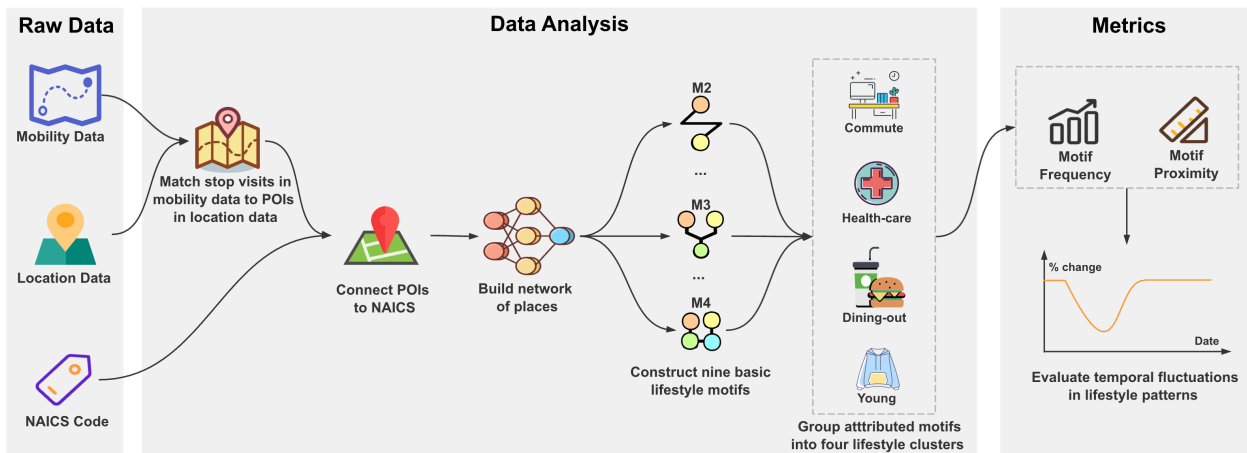 Raw Data
Mobility Data
Location Data
NAICS Code
Data Analysis
Match stop visits in
mobility data to POIs
in location data
Connect POIs
to NAICS
Build network
of places
M2
...
M3
...
M4
Construct nine basic
lifestyle motifs
Commute
Health-care
Dining-out
Young
Group atttributed motifs
into four lifestyle clusters
Metrics
Motif
Frequency
Motif
Proximity
% change
Date
Evaluate temporal fluctuations
in lifestyle patterns